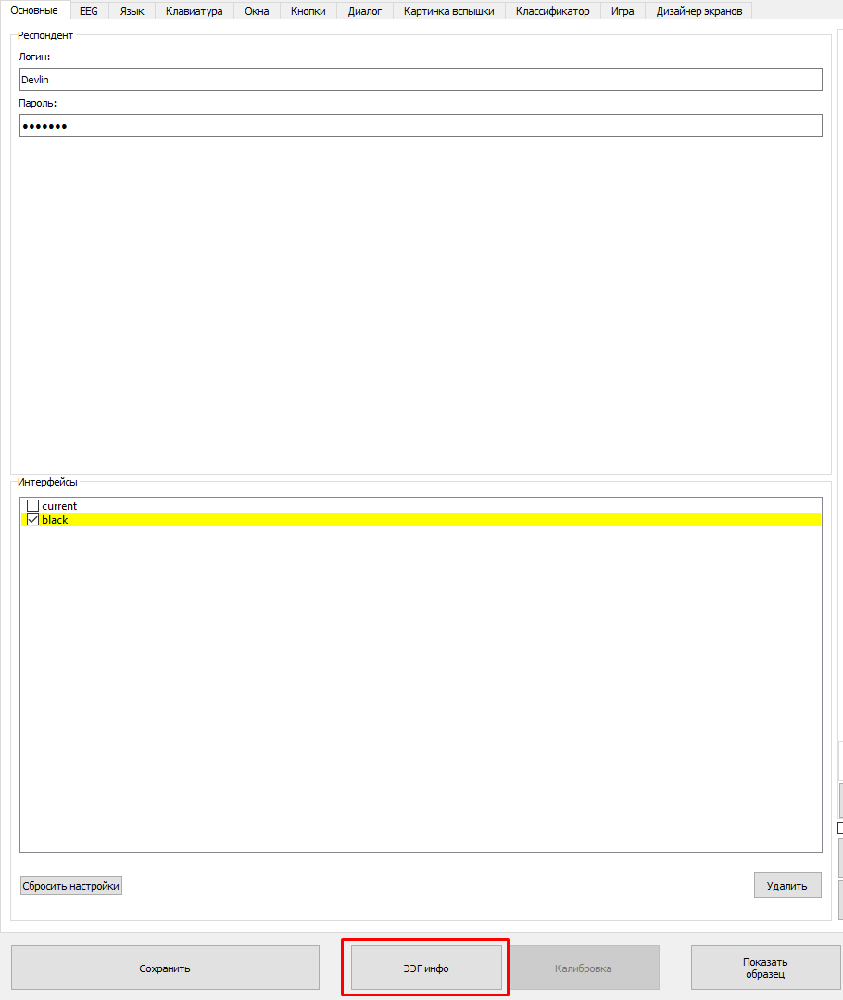 Основные EEG Язык Клавиатура Окна Кнопки Диалог Картинка вспышки Классификатор Игра Дизайнер экранов
Респондент
Логин:
Devlin
Пароль:
•••••••
Интерфейсы
current
black
Сбросить настройки Удалить
Сохранить ЭЭГ инфо Калибровка Показать
образец